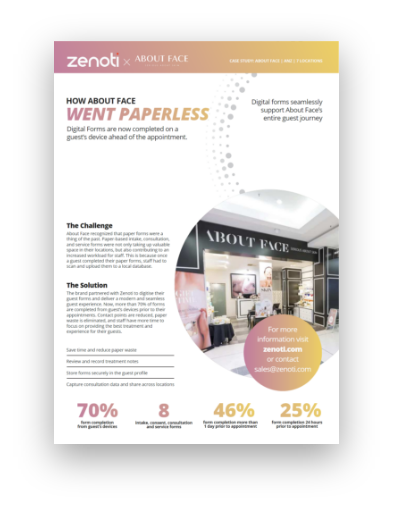 zenoti × ABOUT FACE
CASE STUDY: ABOUT FACE | UAE | 7 LOCATIONS
HOW ABOUT FACE
WENT PAPERLESS
Digital Forms are now completed on a
guest's device ahead of the appointment.
Digital forms seamlessly
support About Face's
entire guest journey
The Challenge
About Face recognized that paper forms were a
thing of the past. Paper-based intake, consultation,
and service forms were not only taking up valuable
space in their locations, but also contributing to an
increased workload for staff. This is because once
a guest completed their paper forms, staff had to
scan and upload them to a local database.
The Solution
The brand partnered with Zenoti to digitise their
guest forms and deliver a modern and seamless
guest experience. Now, more than 70% of forms
are completed from guest's devices prior to their
appointments. Contact points are reduced, paper
waste is eliminated, and staff have more time to
focus on providing the best treatment and
experience for their guests.
ABOUT FACE
Save time and reduce paper waste
Review and record treatment notes
Store forms securely in the guest profile
Capture consultation data and share across locations
For more
information visit
zenoti.com
or contact
sales@zenoti.com
70%
form completion
from guest's devices
8
Intake, consent, consultation
and service forms
46%
Form completion more than
1 day prior to appointment
25%
Form completion 24 hours
prior to appointment